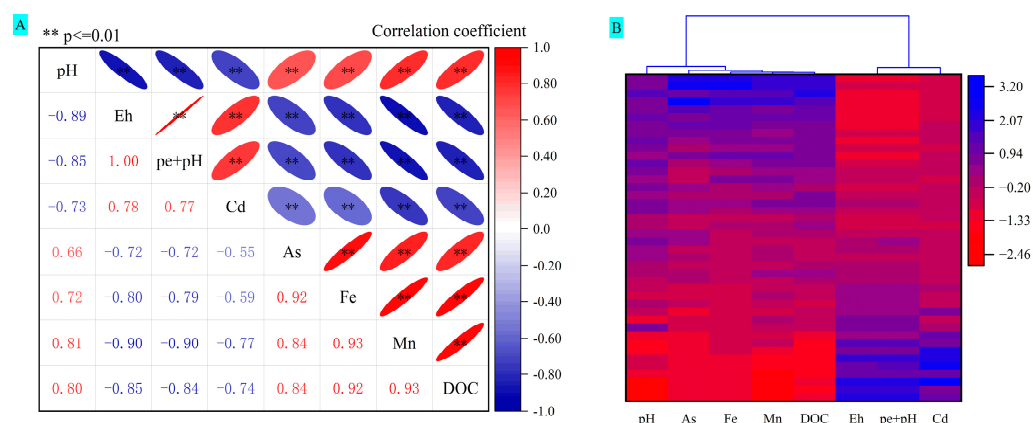 A
** p<=0.01
Correlation coefficient
pH ** ** ** ** ** ** **
-0.89 Eh ** ** ** ** ** **
-0.85 1.00 pe+pH ** ** ** ** **
-0.73 0.78 0.77 Cd ** ** ** **
0.66 -0.72 -0.72 -0.55 As ** ** **
0.72 -0.80 -0.79 -0.59 0.92 Fe ** **
0.81 -0.90 -0.90 -0.77 0.84 0.93 Mn **
0.80 -0.85 -0.84 -0.74 0.84 0.92 0.93 DOC
1.0
0.80
0.60
0.40
0.20
0.0
-0.20
-0.40
-0.60
-0.80
-1.0
B
3.20
2.07
0.94
-0.20
-1.33
-2.46
pH As Fe Mn DOC Eh pe+pH Cd